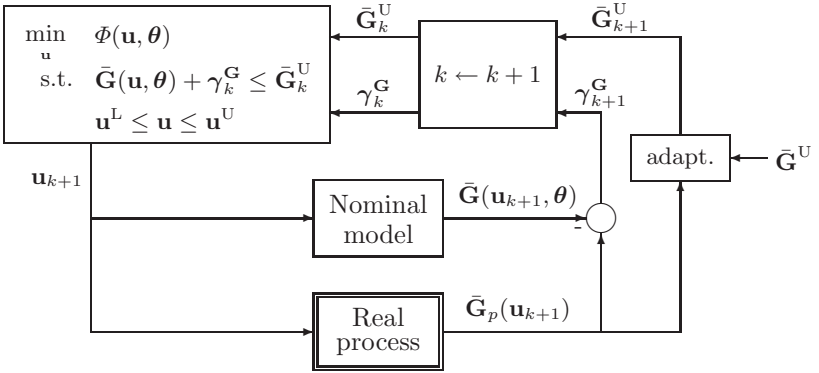 min Φ(u, θ)
u
s.t. Ḡ(u, θ) + γ_k^G ≤ Ḡ_k^U
u^L ≤ u ≤ u^U
Ḡ_k^U
γ_k^G
k ← k + 1
Ḡ_{k+1}^U
γ_{k+1}^G
adapt.
Ḡ^U
u_{k+1}
Nominal
model
Ḡ(u_{k+1}, θ)
-
Real
process
Ḡ_p(u_{k+1})